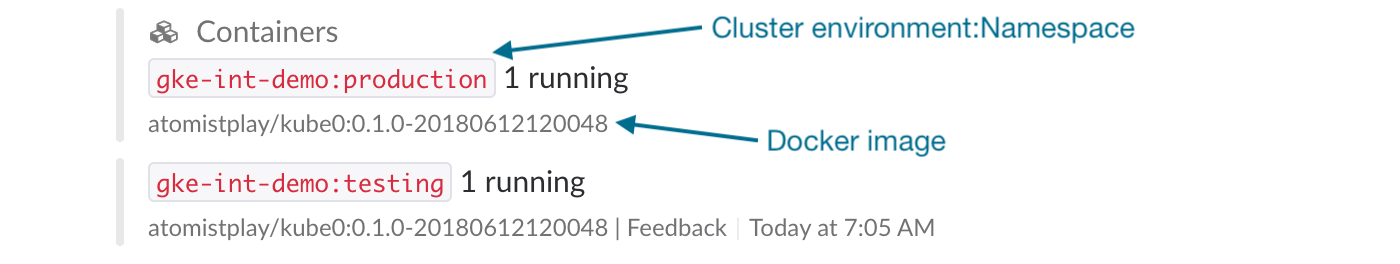 Containers
Cluster environment:Namespace
gke-int-demo:production 1 running
atomistplay/kube0:0.1.0-20180612120048
Docker image
gke-int-demo:testing 1 running
atomistplay/kube0:0.1.0-20180612120048 | Feedback | Today at 7:05 AM